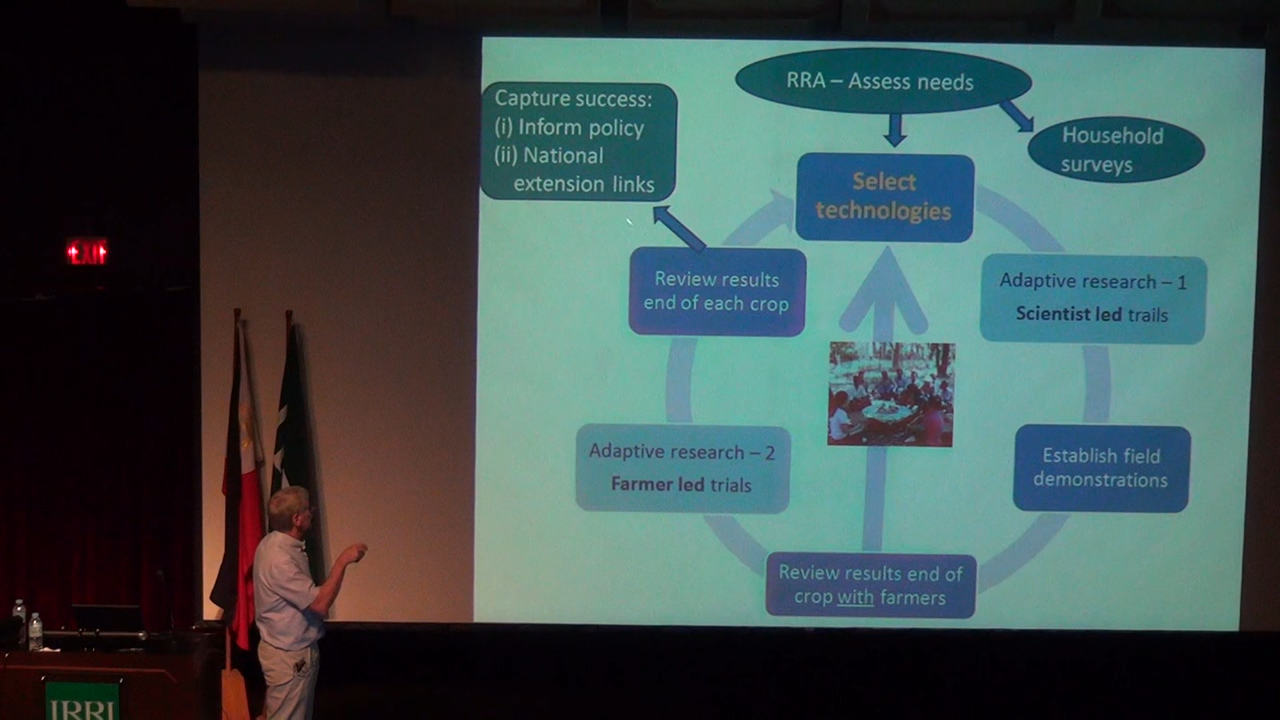 RRA – Assess needs
Capture success:
(i) Inform policy
(ii) National
extension links
Household
surveys
Select
technologies
Review results
end of each crop
Adaptive research – 1
Scientist led trails
Adaptive research – 2
Farmer led trials
Establish field
demonstrations
Review results end of
crop with farmers
EXIT
IRRI